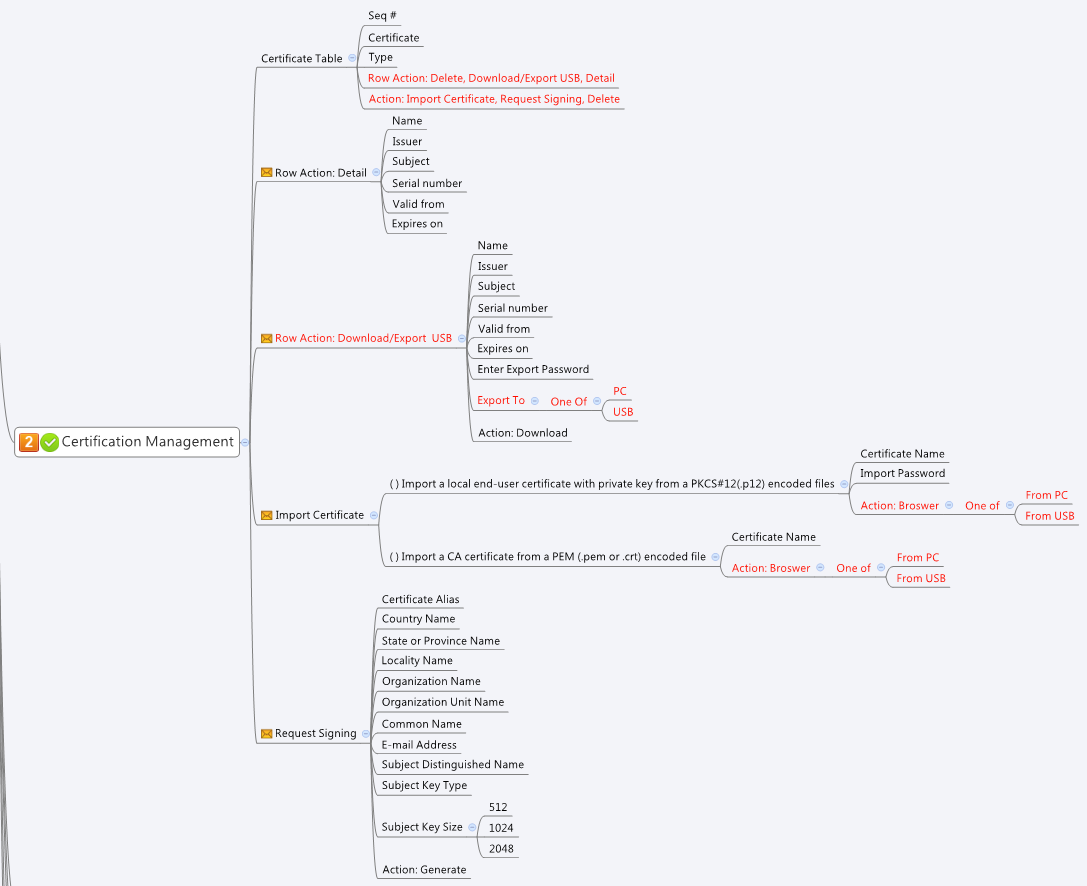 2 Certification Management
Certificate Table
Seq #
Certificate
Type
Row Action: Delete, Download/Export USB, Detail
Action: Import Certificate, Request Signing, Delete
Row Action: Detail
Name
Issuer
Subject
Serial number
Valid from
Expires on
Row Action: Download/Export  USB
Name
Issuer
Subject
Serial number
Valid from
Expires on
Enter Export Password
Export To
One Of
PC
USB
Action: Download
Import Certificate
( ) Import a local end-user certificate with private key from a PKCS#12(.p12) encoded files
Certificate Name
Import Password
Action: Broswer
One of
From PC
From USB
( ) Import a CA certificate from a PEM (.pem or .crt) encoded file
Certificate Name
Action: Broswer
One of
From PC
From USB
Request Signing
Certificate Alias
Country Name
State or Province Name
Locality Name
Organization Name
Organization Unit Name
Common Name
E-mail Address
Subject Distinguished Name
Subject Key Type
Subject Key Size
512
1024
2048
Action: Generate